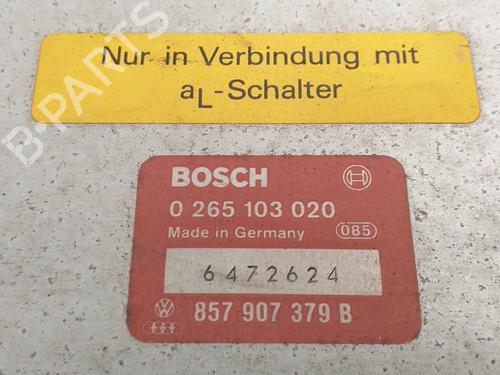 Nur in Verbindung mit
aL-Schalter
B-PARTS
BOSCH
0 265 103 020
Made in Germany 085
6472624
857 907 379 B